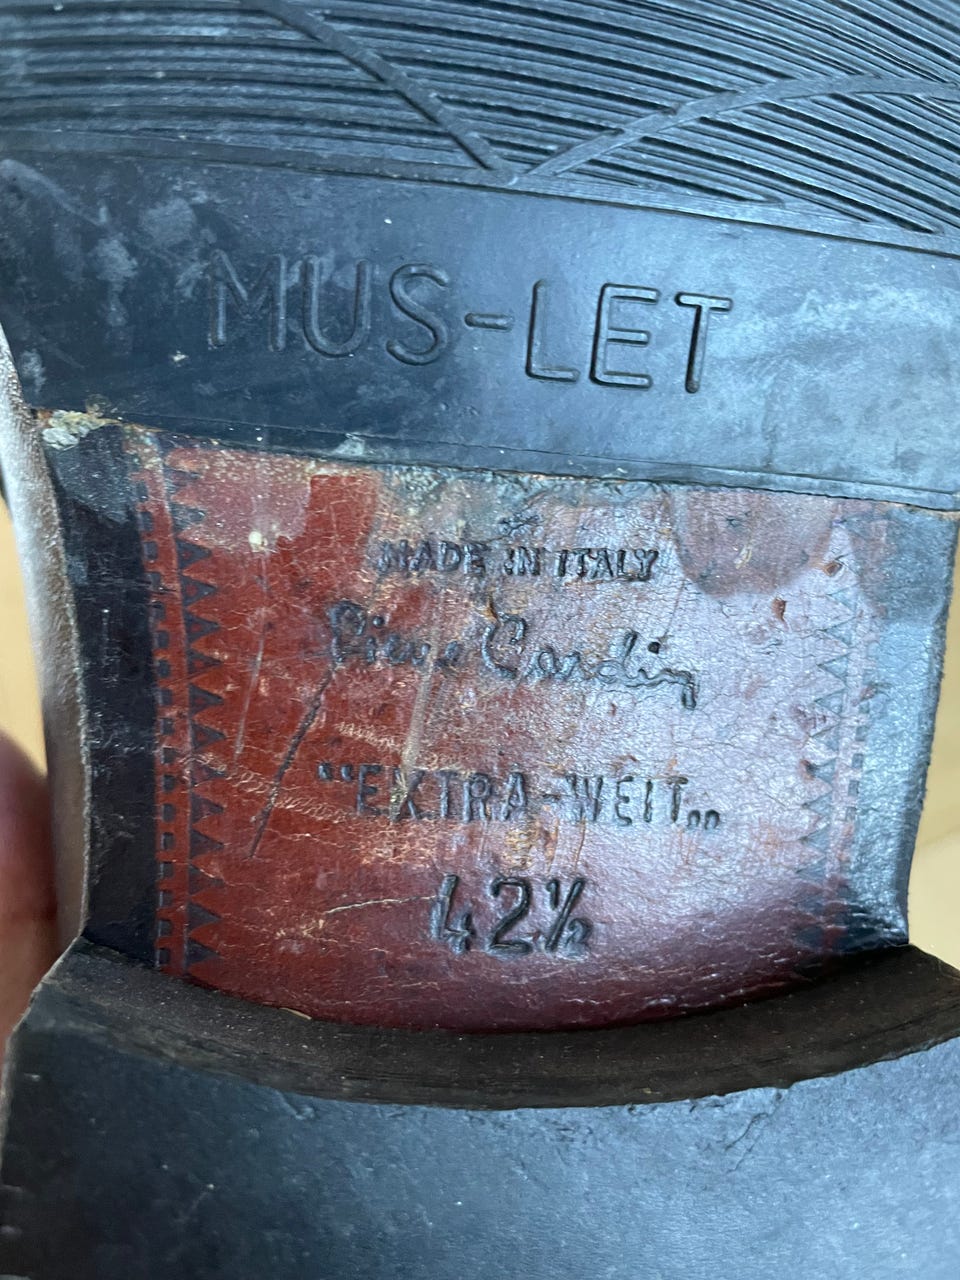 MUS-LET
MADE IN ITALY
Pierre Cardin
"EXTRA-WEIT„
42½